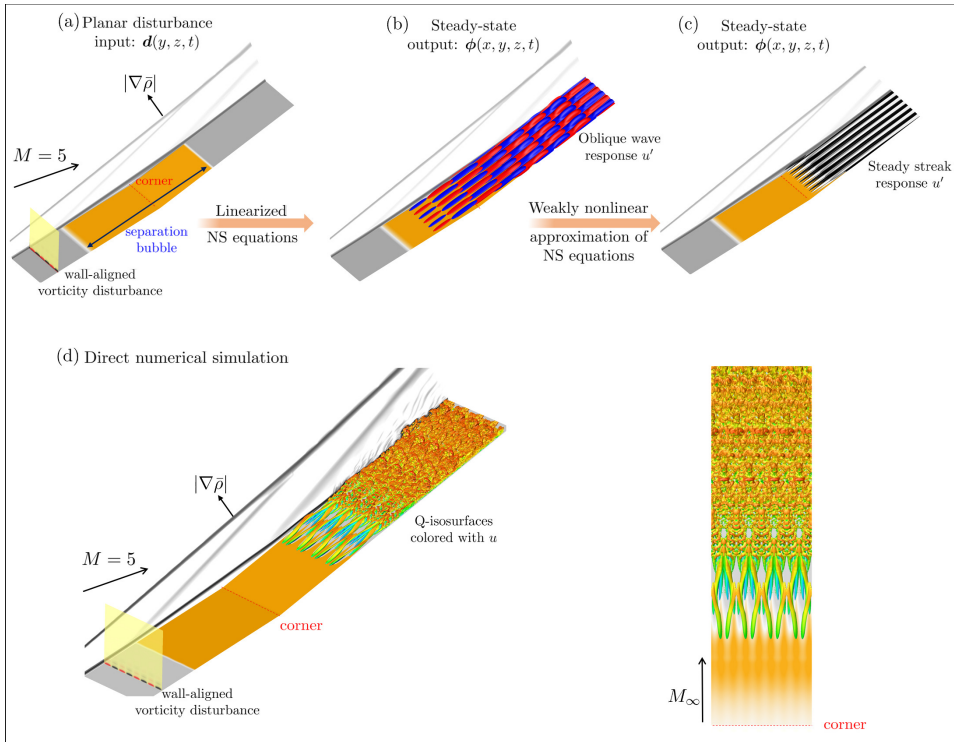 (a) Planar disturbance
input: d(y, z, t)
|∇ρ̄|
M = 5
corner
separation
bubble
wall-aligned
vorticity disturbance
Linearized
NS equations
(b) Steady-state
output: ϕ(x, y, z, t)
Oblique wave
response u′
Weakly nonlinear
approximation of
NS equations
(c) Steady-state
output: ϕ(x, y, z, t)
Steady streak
response u′
(d) Direct numerical simulation
|∇ρ̄|
M = 5
Q-isosurfaces
colored with u
corner
wall-aligned
vorticity disturbance
M∞
corner